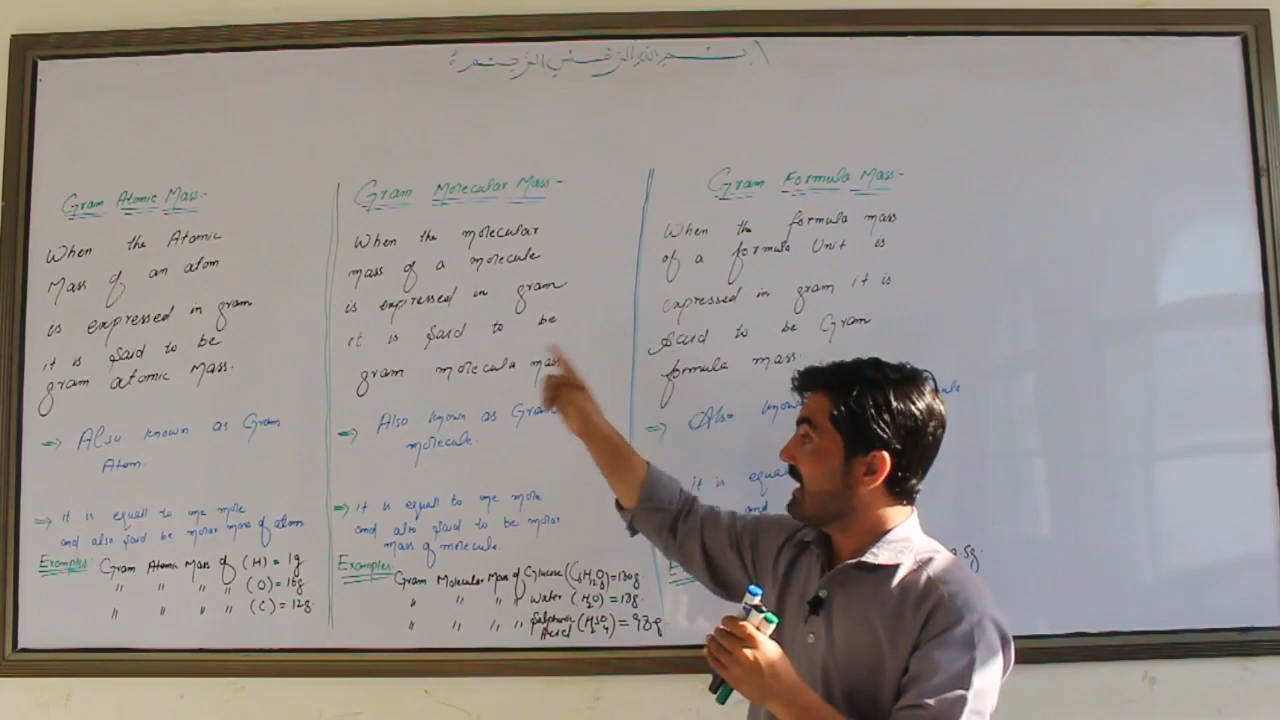 بسم الله الرحمن الرحيم
Gram Atomic Mass:-
When the Atomic
Mass of an atom
is expressed in gram
it is Said to be
gram atomic Mass.
⇒ Also known as Gram
Atom.
⇒ it is equall to one mole
and also Said be molar mass of atom
Examples Gram Atomic Mass of (H) = 1g
" " " " (O) = 16g
" " " " (C) = 12g.
Gram Molecular Mass:-
When the molecular
mass of a molecule
is expressed in gram
it is Said to be
gram molecula mass
⇒ Also known as Gram
molecule.
⇒ it is equall to one mole
and also said to be molar
mass of molecule.
Examples. Gram Molecular Mass of Glucose (C6H12O6) = 180g.
" " " " Water (H2O) = 18g.
" " " " Sulphuric Acid (H2SO4) = 98g
Gram Formula Mass:-
When the formula mass
of a formula Unit is
expressed in gram it is
Said to be Gram
formula mass.
⇒ Also
it is
and
5g.